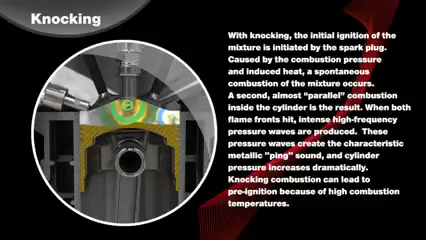 Knocking
With knocking, the initial ignition of the
mixture is initiated by the spark plug.
Caused by the combustion pressure
and induced heat, a spontaneous
combustion of the mixture occurs.
A second, almost “parallel” combustion
inside the cylinder is the result. When both
flame fronts hit, intense high-frequency
pressure waves are produced.  These
pressure waves create the characteristic
metallic "ping" sound, and cylinder
pressure increases dramatically.
Knocking combustion can lead to
pre-ignition because of high combustion
temperatures.